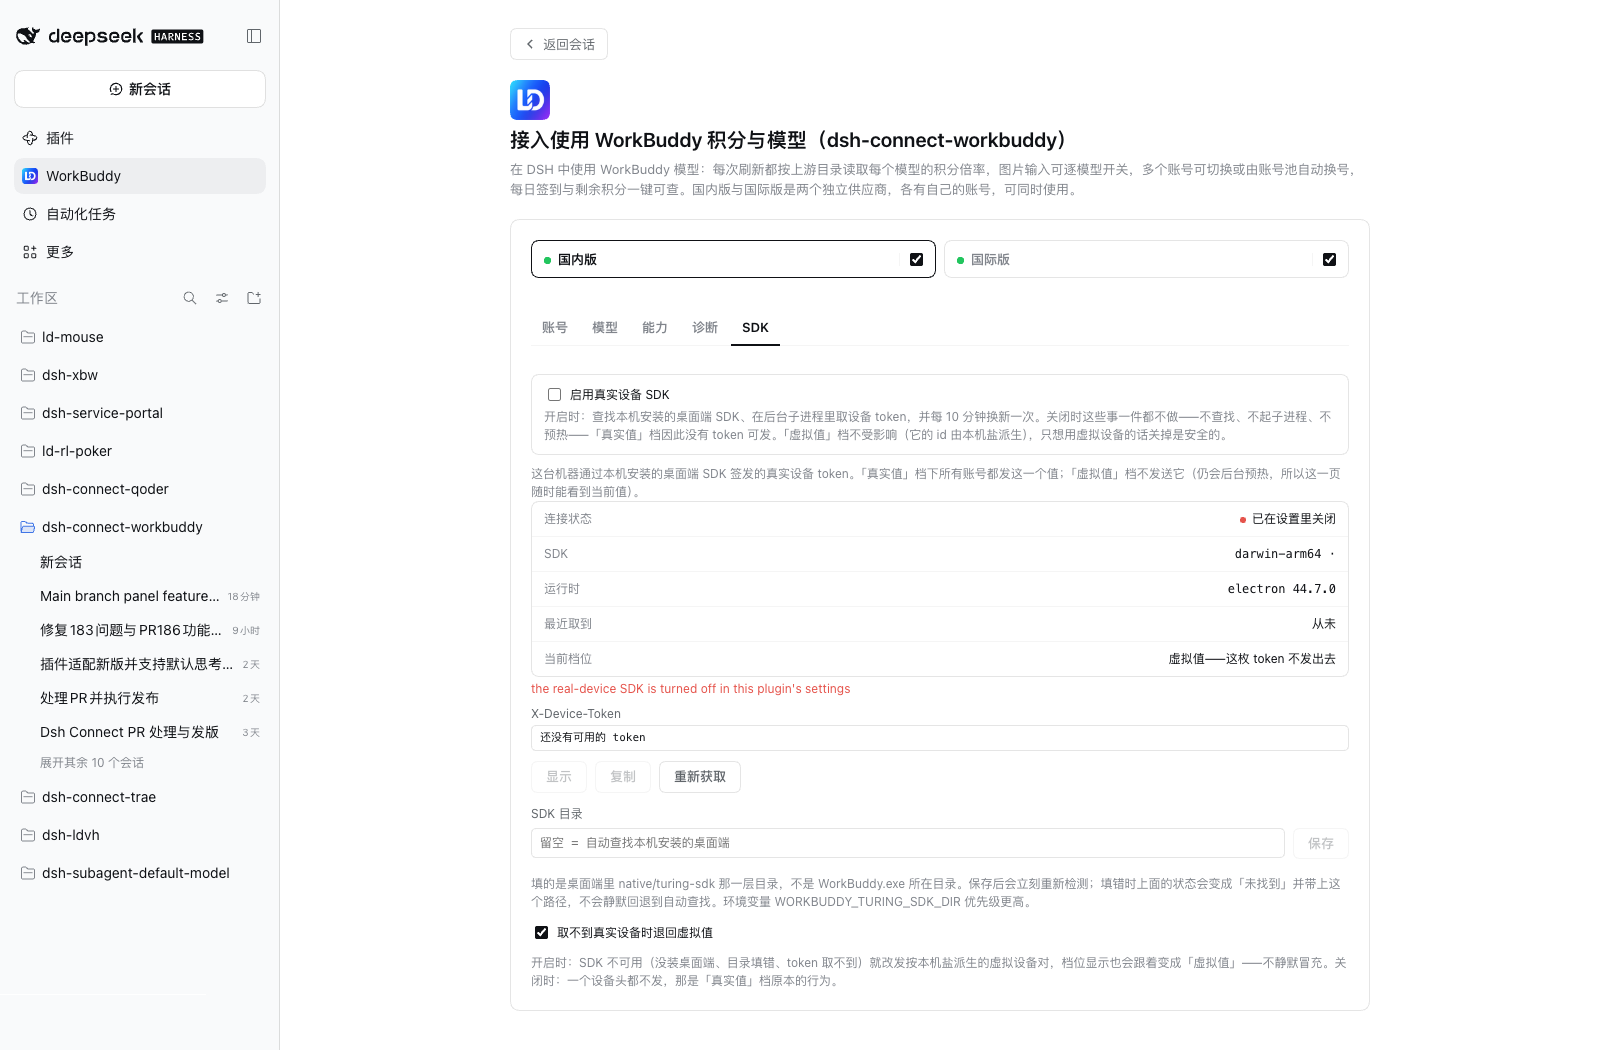 deepseek HARNESS
新会话
插件
WorkBuddy
自动化任务
更多
工作区
ld-mouse
dsh-xbw
dsh-service-portal
ld-rl-poker
dsh-connect-qoder
dsh-connect-workbuddy
新会话
Main branch panel feature... 18分钟
修复183问题与PR186功能... 9小时
插件适配新版并支持默认思考... 2天
处理PR并执行发布 2天
Dsh Connect PR 处理与发版 3天
展开其余 10 个会话
dsh-connect-trae
dsh-ldvh
dsh-subagent-default-model
返回会话
接入使用 WorkBuddy 积分与模型（dsh-connect-workbuddy）
在 DSH 中使用 WorkBuddy 模型：每次刷新都按上游目录读取每个模型的积分倍率，图片输入可逐模型开关，多个账号可切换或由账号池自动换号，
每日签到与剩余积分一键可查。国内版与国际版是两个独立供应商，各有自己的账号，可同时使用。
国内版
国际版
账号 模型 能力 诊断 SDK
启用真实设备 SDK
开启时：查找本机安装的桌面端 SDK、在后台子进程里取设备 token，并每 10 分钟换新一次。关闭时这些事一件都不做——不查找、不起子进程、不
预热——「真实值」档因此没有 token 可发。「虚拟值」档不受影响（它的 id 由本机盐派生），只想用虚拟设备的话关掉是安全的。
这台机器通过本机安装的桌面端 SDK 签发的真实设备 token。「真实值」档下所有账号都发这一个值；「虚拟值」档不发送它（仍会后台预热，所以这一页
随时能看到当前值）。
连接状态 已在设置里关闭
SDK darwin-arm64 ·
运行时 electron 44.7.0
最近取到 从未
当前档位 虚拟值——这枚 token 不发出去
the real-device SDK is turned off in this plugin's settings
X-Device-Token
还没有可用的 token
显示 复制 重新获取
SDK 目录
留空 = 自动查找本机安装的桌面端 保存
填的是桌面端里 native/turing-sdk 那一层目录，不是 WorkBuddy.exe 所在目录。保存后会立刻重新检测；填错时上面的状态会变成「未找到」并带上这
个路径，不会静默回退到自动查找。环境变量 WORKBUDDY_TURING_SDK_DIR 优先级更高。
取不到真实设备时退回虚拟值
开启时：SDK 不可用（没装桌面端、目录填错、token 取不到）就改发按本机盐派生的虚拟设备对，档位显示也会跟着变成「虚拟值」——不静默冒充。关
闭时：一个设备头都不发，那是「真实值」档原本的行为。